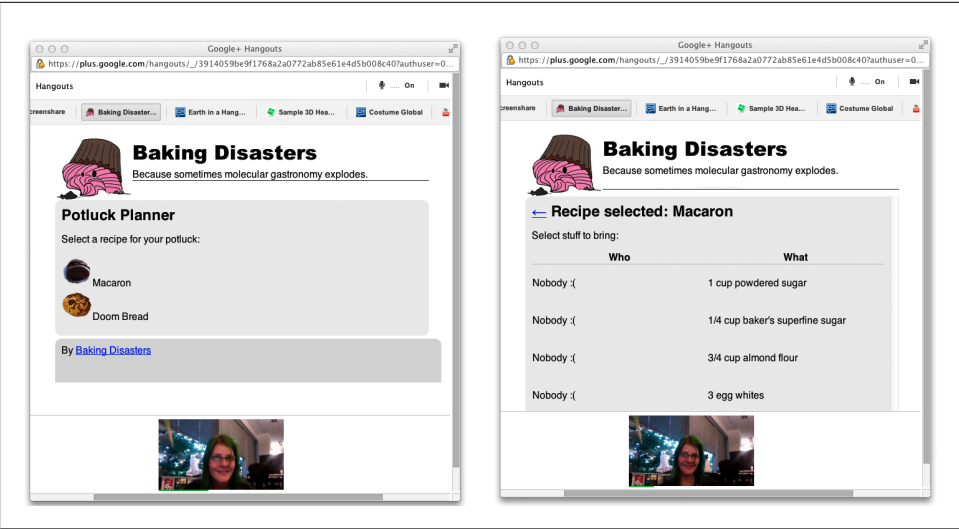 Google+ Hangouts
https://plus.google.com/hangouts/_/3914059be9f1768a2a0772ab85e61e4d5b008c40?authuser=0...
Hangouts
On
creenshare Baking Disaster... Earth in a Hang... Sample 3D Hea... Costume Global
Baking Disasters
Because sometimes molecular gastronomy explodes.
Potluck Planner
Select a recipe for your potluck:
Macaron
Doom Bread
By Baking Disasters
Google+ Hangouts
https://plus.google.com/hangouts/_/3914059be9f1768a2a0772ab85e61e4d5b008c40?authuser=0...
Hangouts
On
creenshare Baking Disaster... Earth in a Hang... Sample 3D Hea... Costume Global
Baking Disasters
Because sometimes molecular gastronomy explodes.
← Recipe selected: Macaron
Select stuff to bring:
Who What
Nobody :( 1 cup powdered sugar
Nobody :( 1/4 cup baker's superfine sugar
Nobody :( 3/4 cup almond flour
Nobody :( 3 egg whites